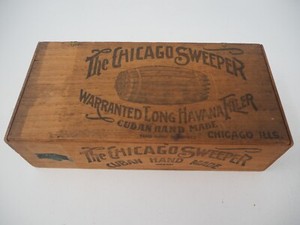 The CHICAGO SWEEPER
WARRANTED LONG HAVANA FILLER
CUBAN HAND MADE
CHICAGO ILLS.
The CHICAGO SWEEPER
CUBAN HAND MADE